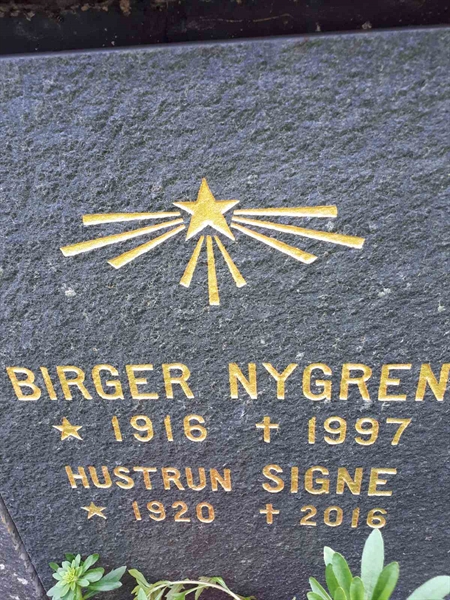 BIRGER NYGREN
★ 1916 ✝ 1997
HUSTRUN SIGNE
★ 1920 ✝ 2016